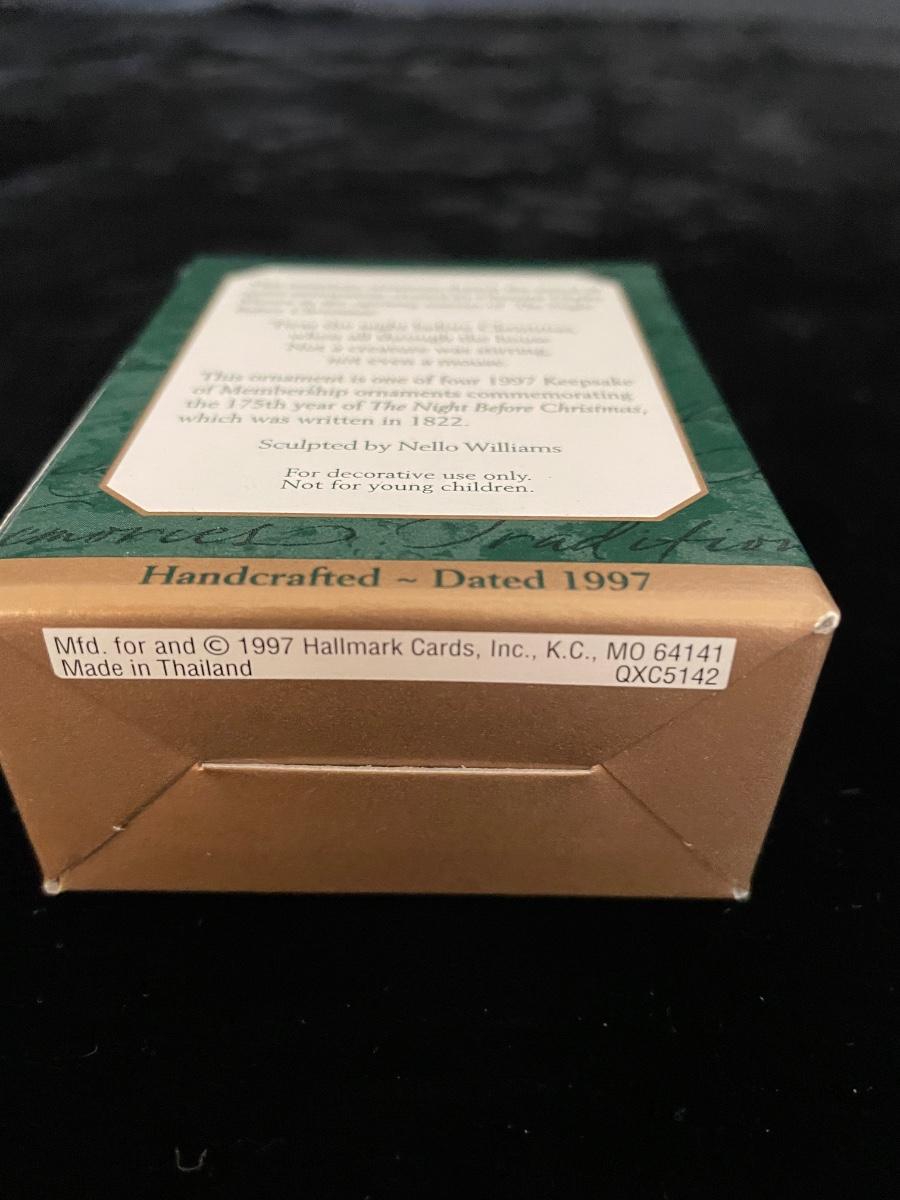 'Twas the night before Christmas,
when all through the house
Not a creature was stirring,
not even a mouse.
This ornament is one of four 1997 Keepsake
of Membership ornaments commemorating
the 175th year of The Night Before Christmas,
which was written in 1822.
Sculpted by Nello Williams
For decorative use only.
Not for young children.
emories Tradition
Handcrafted ~ Dated 1997
Mfd. for and © 1997 Hallmark Cards, Inc., K.C., MO 64141
Made in Thailand
QXC5142